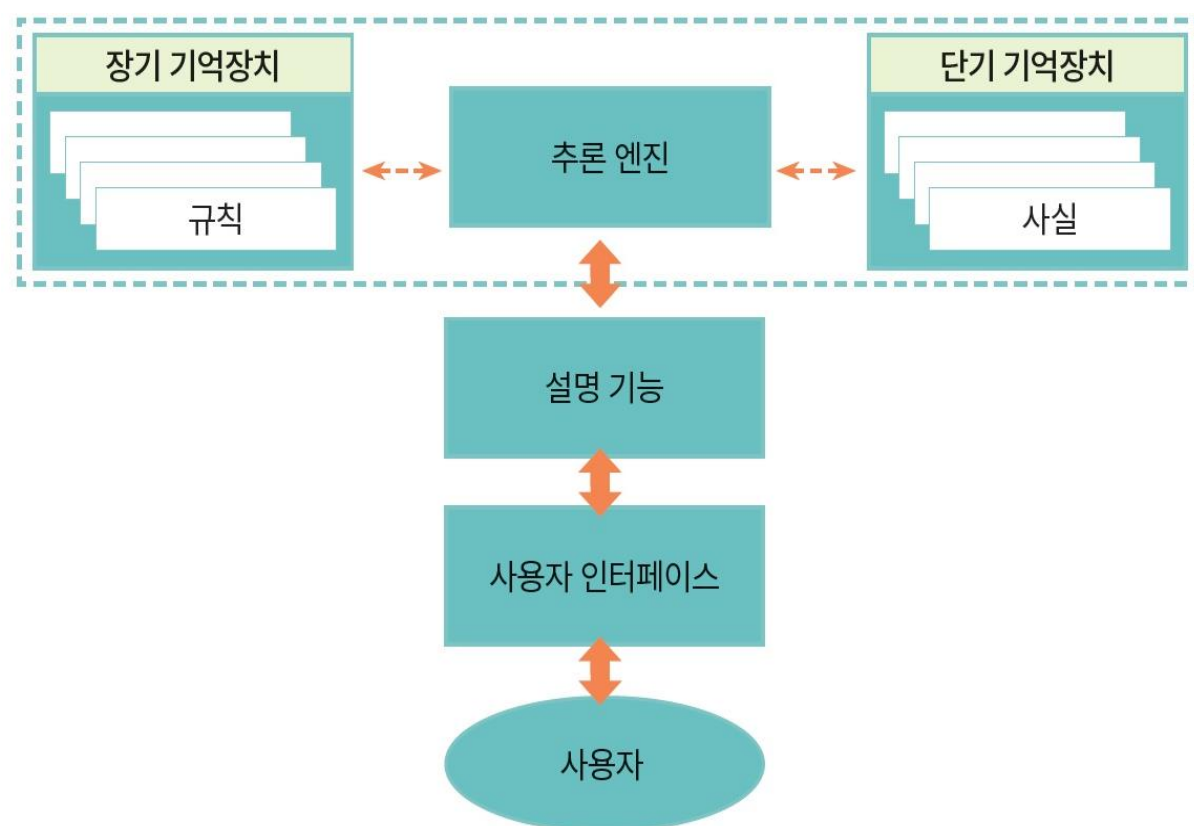 장기 기억장치
단기 기억장치
추론 엔진
규칙
사실
설명 기능
사용자 인터페이스
사용자